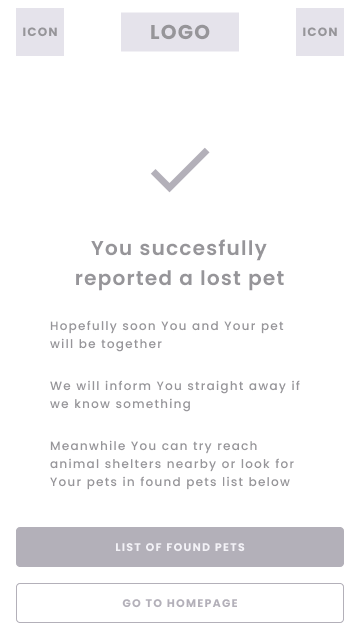 ICON
LOGO
ICON
You succesfully
reported a lost pet
Hopefully soon You and Your pet
will be together
We will inform You straight away if
we know something
Meanwhile You can try reach
animal shelters nearby or look for
Your pets in found pets list below
LIST OF FOUND PETS
GO TO HOMEPAGE